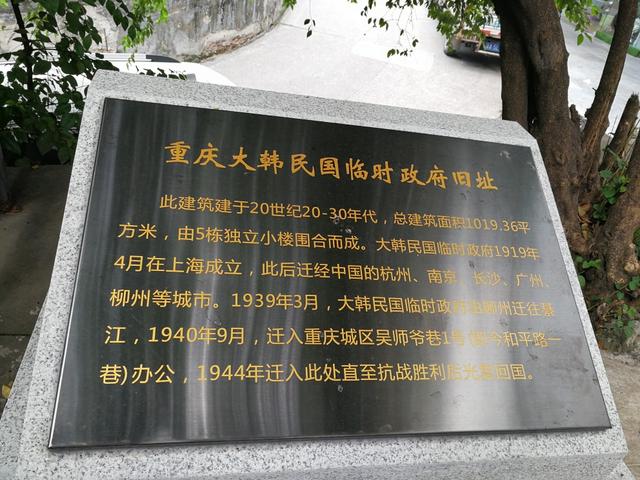 重庆大韩民国临时政府旧址
此建筑建于20世纪20-30年代，总建筑面积1019.36平
方米，由5栋独立小楼围合而成。大韩民国临时政府1919年
4月在上海成立，此后迁经中国的杭州、南京、长沙、广州、
柳州等城市。1939年3月，大韩民国临时政府由柳州迁往綦
江，1940年9月，迁入重庆城区吴师爷巷1号(即今和平路一
巷)办公，1944年迁入此处直至抗战胜利后光复回国。